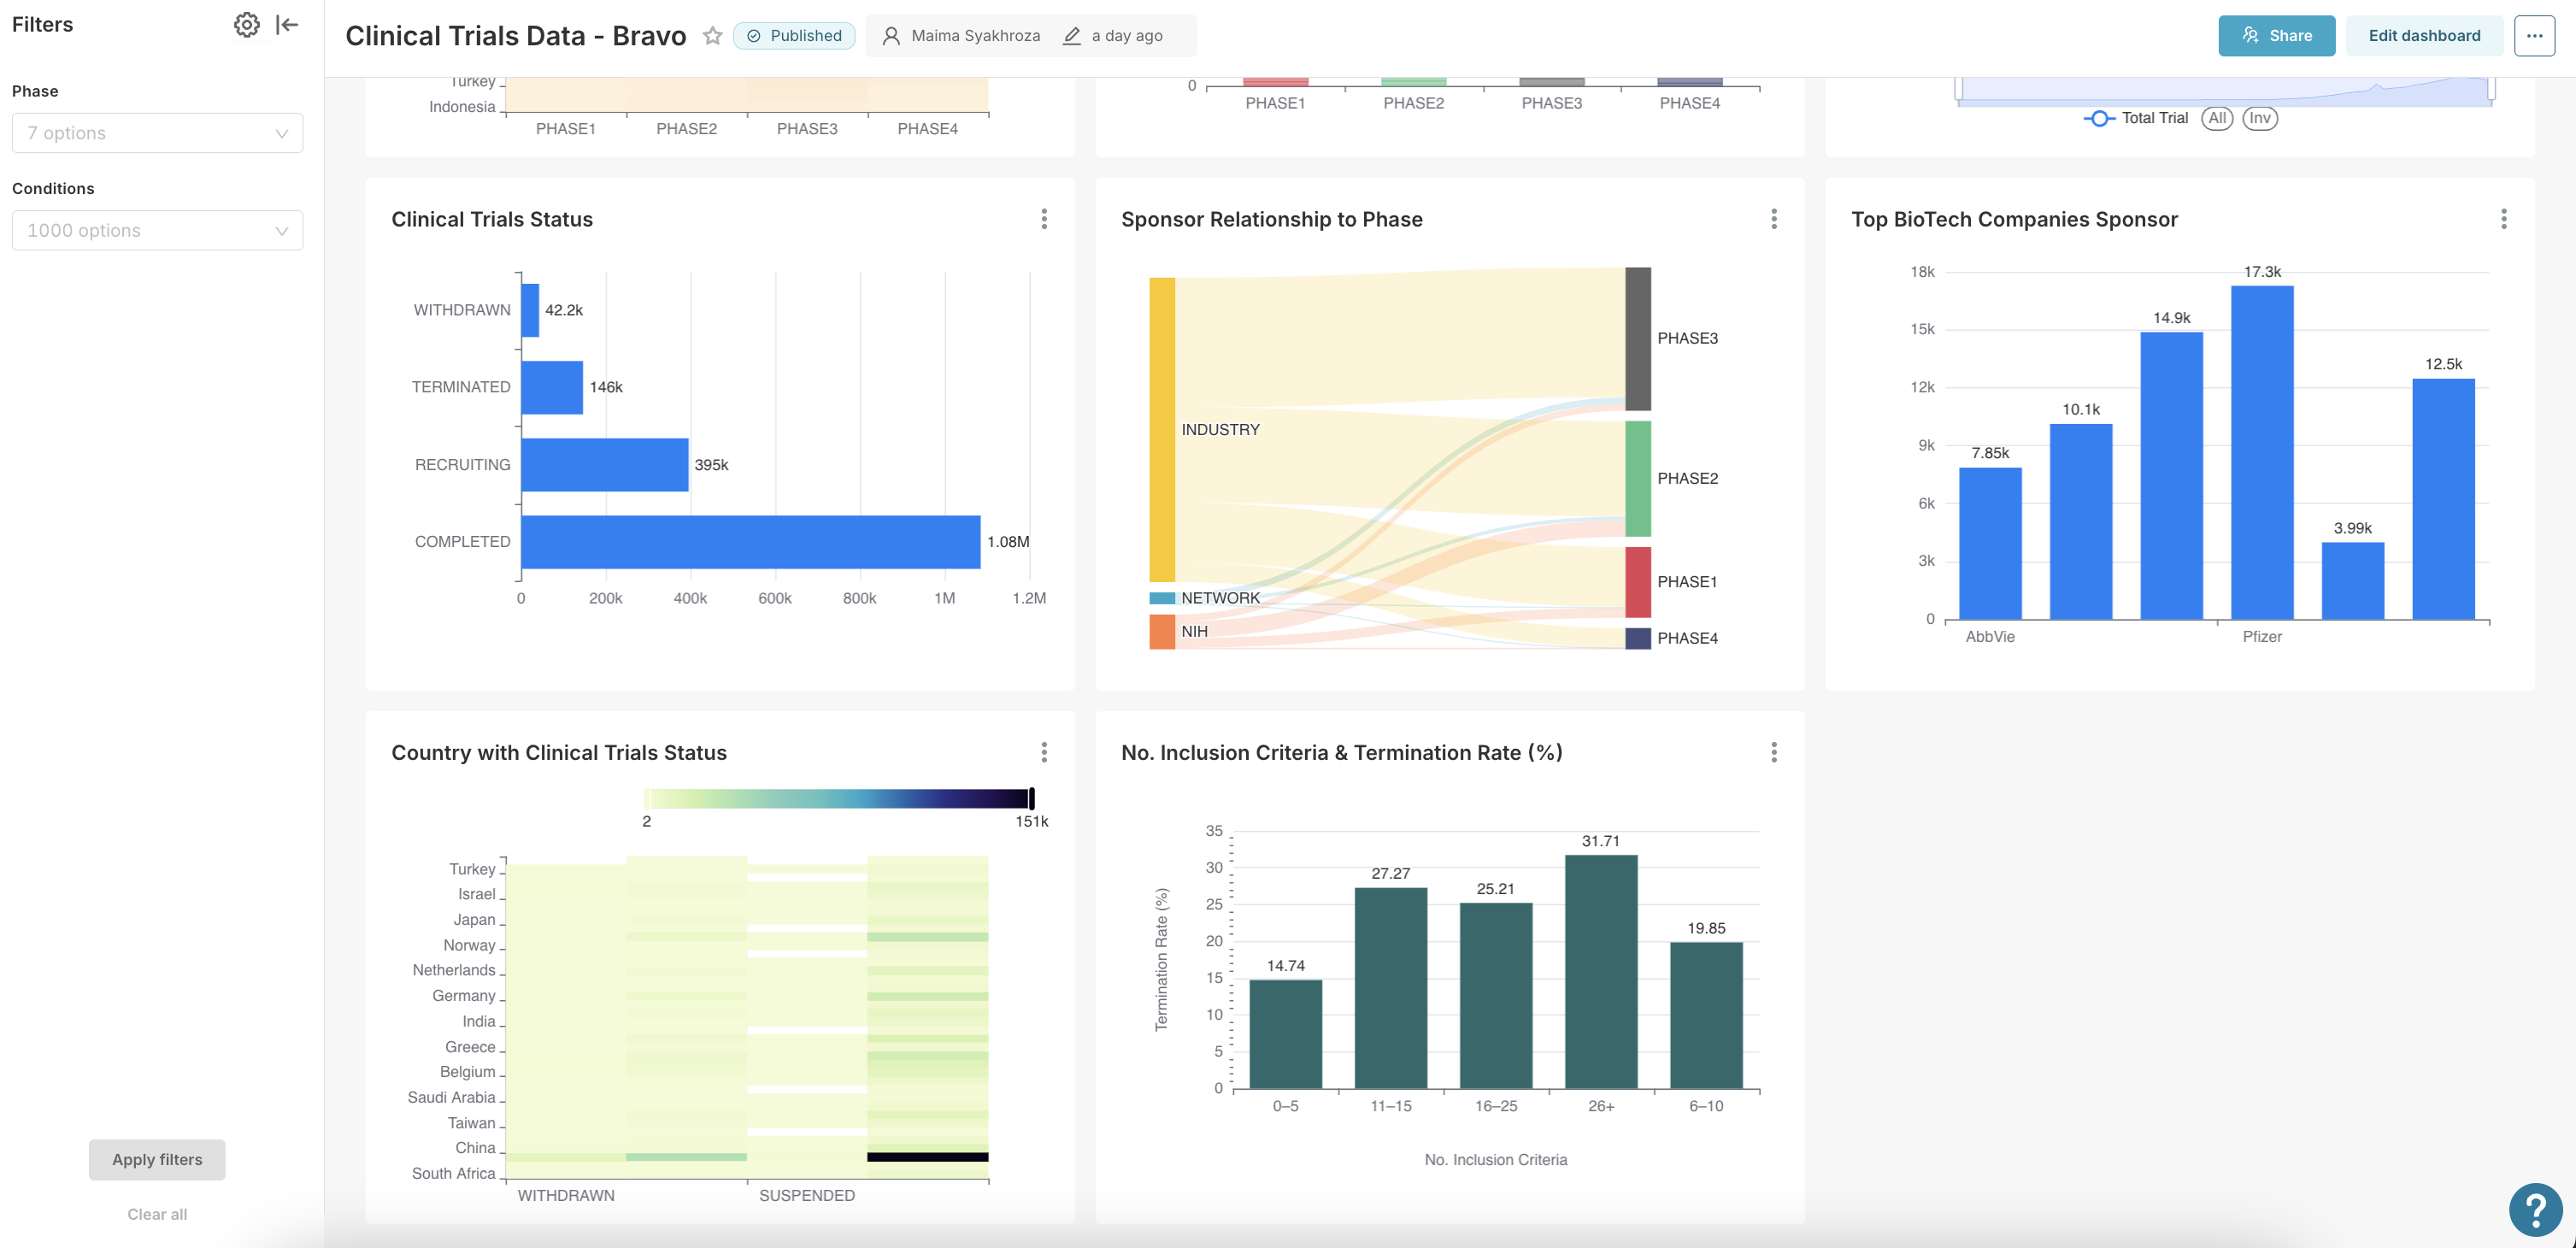 Filters
Phase
7 options
Conditions
1000 options
Apply filters
Clear all
Clinical Trials Data - Bravo
Published
Maima Syakhroza
a day ago
Share
Edit dashboard
Turkey
Indonesia
PHASE1 PHASE2 PHASE3 PHASE4
0
PHASE1 PHASE2 PHASE3 PHASE4
Total Trial All Inv
Clinical Trials Status
WITHDRAWN 42.2k
TERMINATED 146k
RECRUITING 395k
COMPLETED 1.08M
0 200k 400k 600k 800k 1M 1.2M
Sponsor Relationship to Phase
INDUSTRY
NETWORK
NIH
PHASE3
PHASE2
PHASE1
PHASE4
Top BioTech Companies Sponsor
18k
15k
12k
9k
6k
3k
0
7.85k
10.1k
14.9k
17.3k
3.99k
12.5k
AbbVie Pfizer
Country with Clinical Trials Status
2 151k
Turkey
Israel
Japan
Norway
Netherlands
Germany
India
Greece
Belgium
Saudi Arabia
Taiwan
China
South Africa
WITHDRAWN SUSPENDED
No. Inclusion Criteria & Termination Rate (%)
Termination Rate (%)
35
30
25
20
15
10
5
0
14.74
27.27
25.21
31.71
19.85
0–5 11–15 16–25 26+ 6–10
No. Inclusion Criteria
?